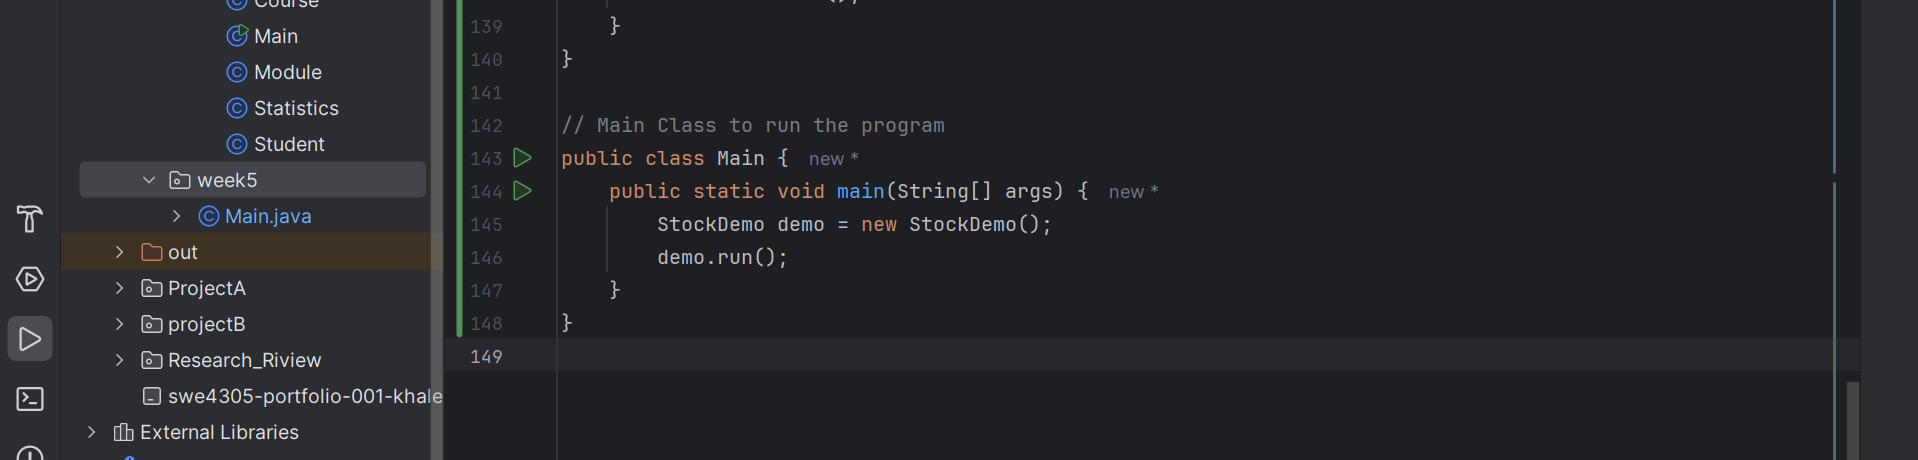 Course
Main
Module
Statistics
Student
week5
Main.java
out
ProjectA
projectB
Research_Riview
swe4305-portfolio-001-khale
External Libraries
139 }
140 }
141
142 // Main Class to run the program
143 public class Main { new *
144 public static void main(String[] args) { new *
145 StockDemo demo = new StockDemo();
146 demo.run();
147 }
148 }
149